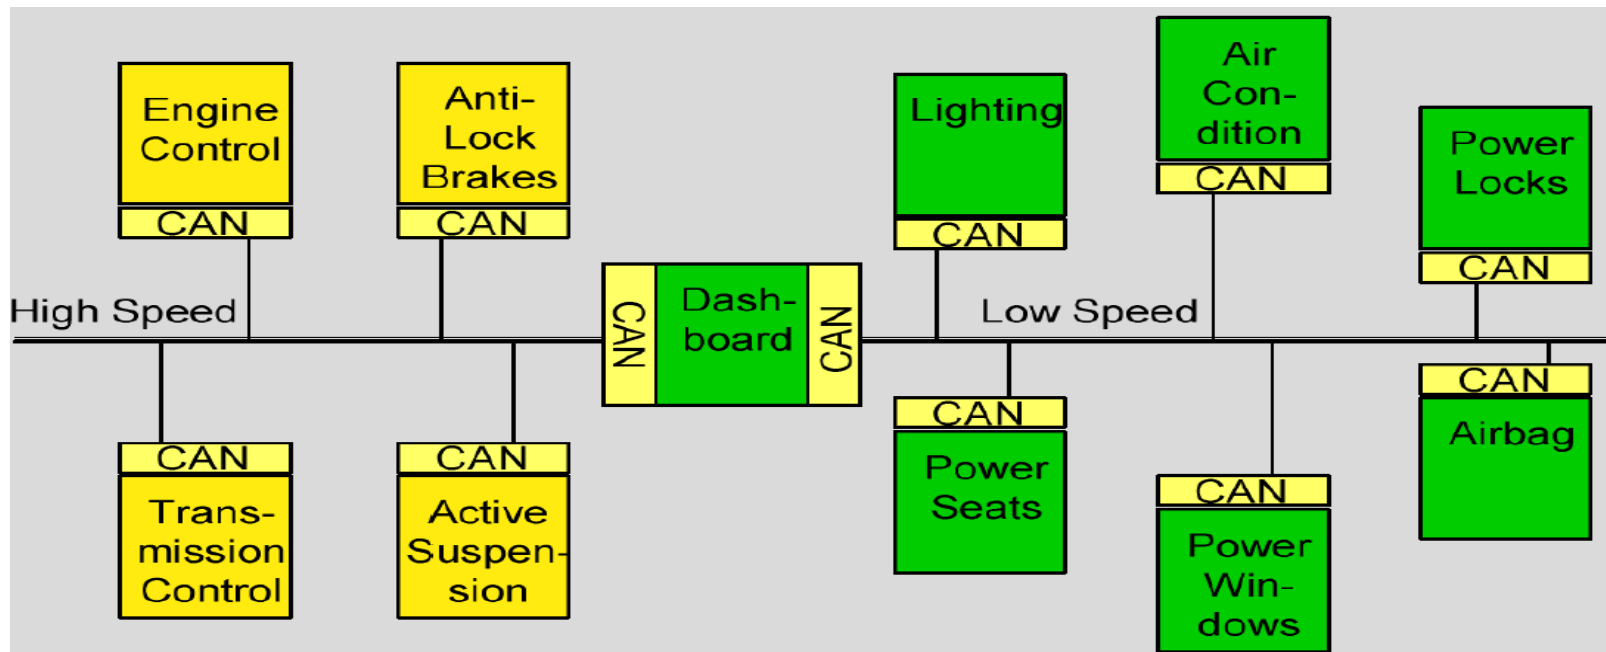 Engine
Control
CAN
Anti-
Lock
Brakes
CAN
High Speed
CAN
Trans-
mission
Control
CAN
Active
Suspen-
sion
CAN
Dash-
board
CAN
Lighting
CAN
Air
Con-
dition
CAN
Power
Locks
CAN
Low Speed
CAN
Power
Seats
CAN
Power
Win-
dows
CAN
Airbag